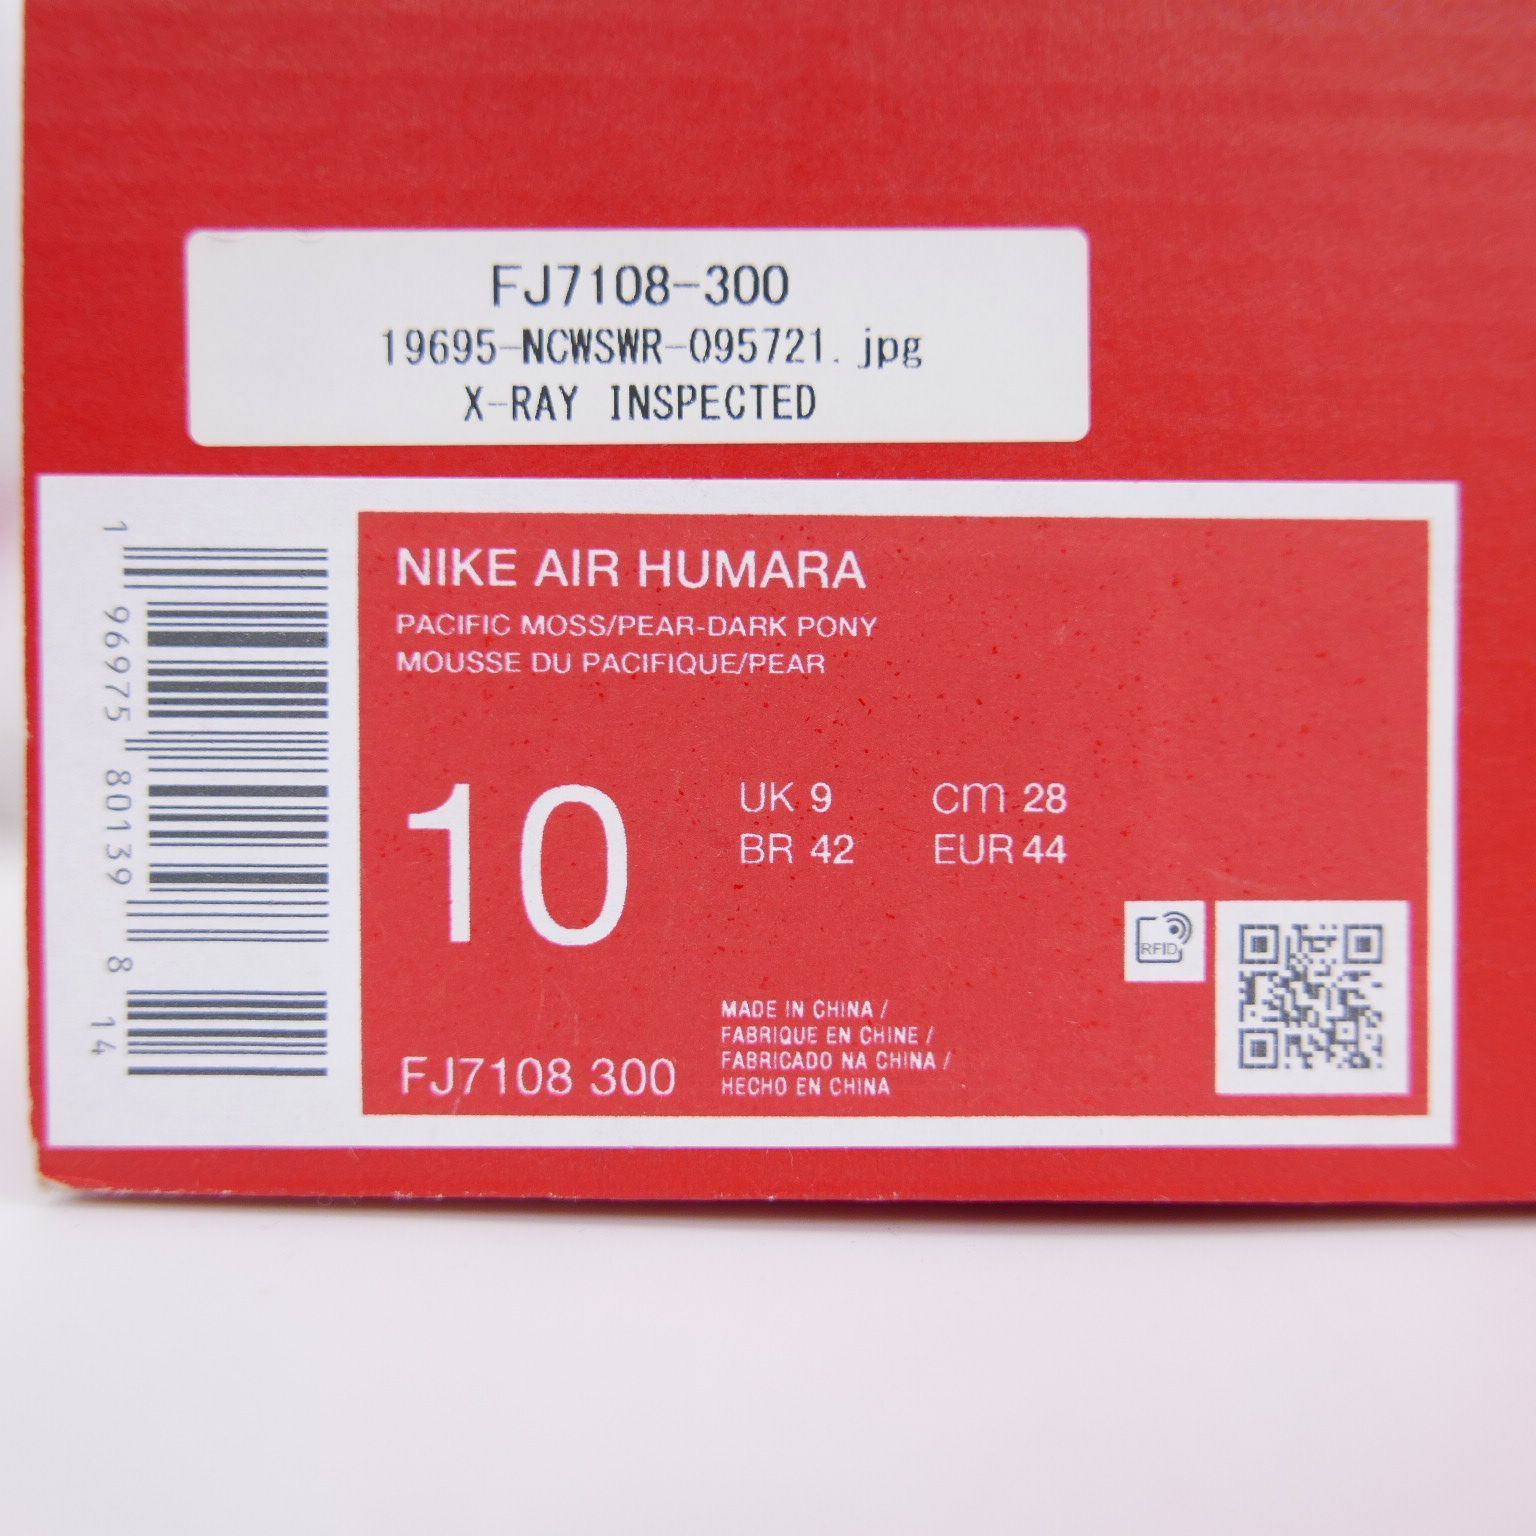 FJ7108-300
19695-NCWSWR-095721.jpg
X-RAY INSPECTED
1 96975 80139 8 14
NIKE AIR HUMARA
PACIFIC MOSS/PEAR-DARK PONY
MOUSSE DU PACIFIQUE/PEAR
10
UK 9 cm 28
BR 42 EUR 44
RFID
FJ7108 300
MADE IN CHINA /
FABRIQUE EN CHINE /
FABRICADO NA CHINA /
HECHO EN CHINA